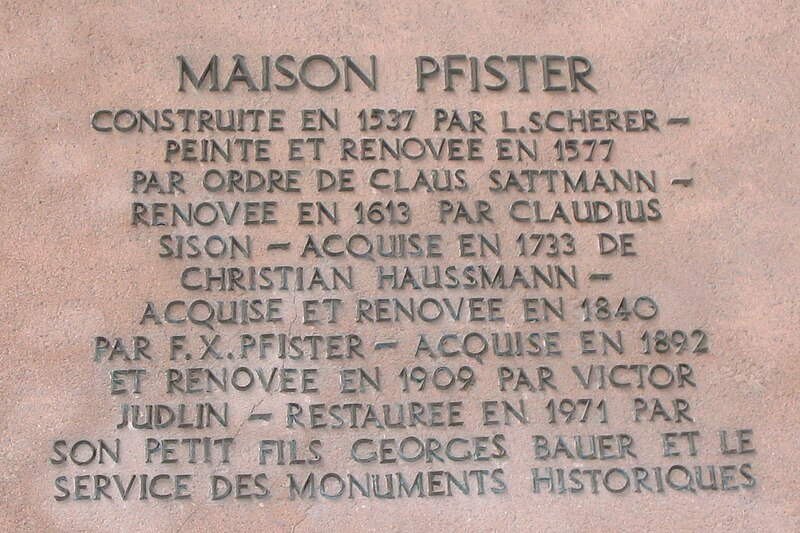 MAISON PFISTER
CONSTRUITE EN 1537 PAR L.SCHERER –
PEINTE ET RENOVEE EN 1577
PAR ORDRE DE CLAUS SATTMANN –
RENOVEE EN 1613 PAR CLAUDIUS
SISON – ACQUISE EN 1733 DE
CHRISTIAN HAUSSMANN –
ACQUISE ET RENOVEE EN 1840
PAR F.X.PFISTER – ACQUISE EN 1892
ET RENOVEE EN 1909 PAR VICTOR
JUDLIN – RESTAUREE EN 1971 PAR
SON PETIT FILS GEORGES BAUER ET LE
SERVICE DES MONUMENTS HISTORIQUES